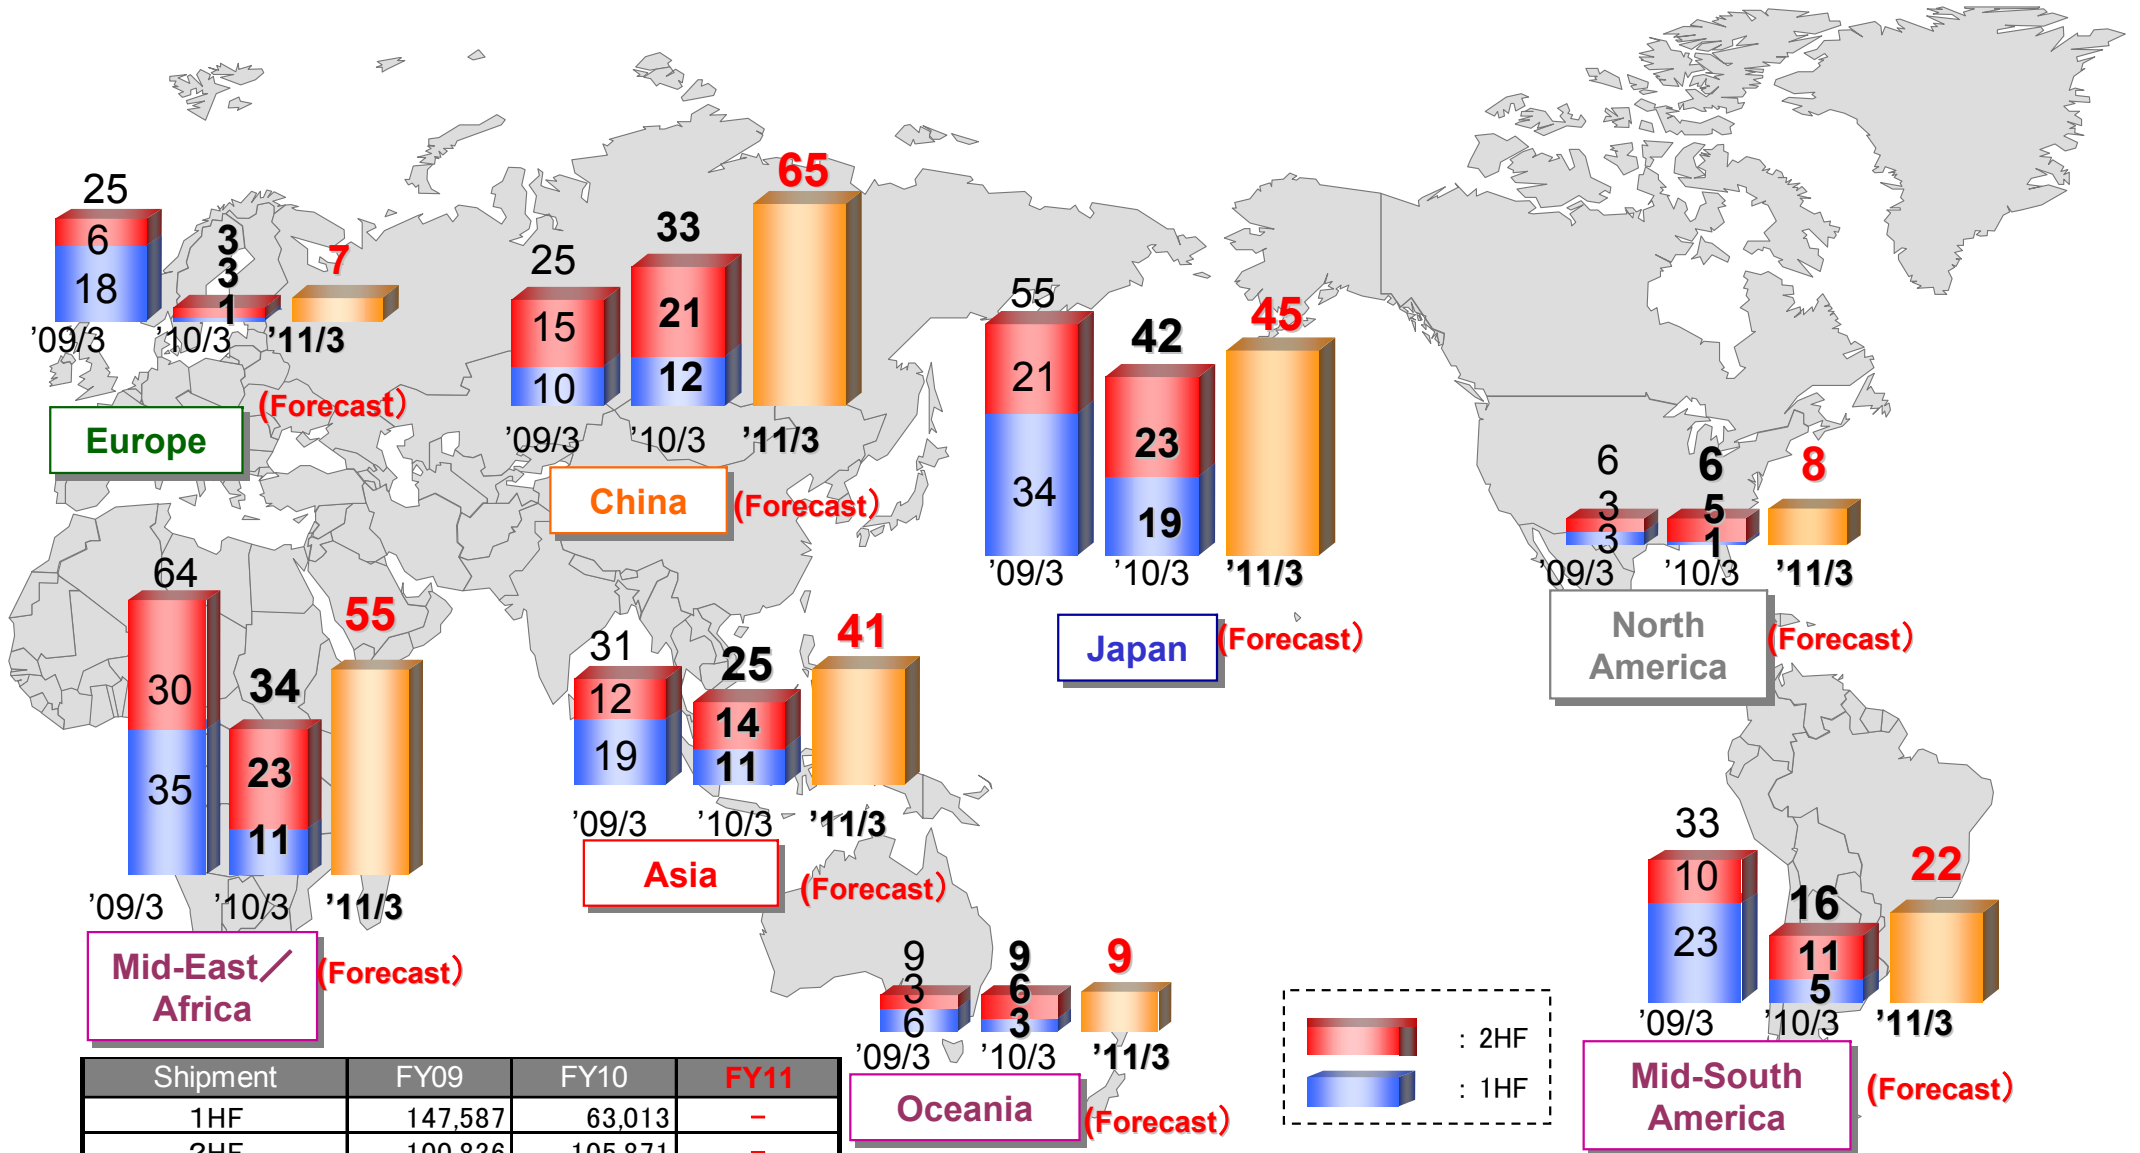 25
6
18
3
3
1
7
’09/3 ’10/3 ’11/3
(Forecast)
Europe
25
15
10
33
21
12
65
’09/3 ’10/3 ’11/3
China
(Forecast)
55
21
34
42
23
19
45
’09/3 ’10/3 ’11/3
Japan
(Forecast)
6
3
3
6
5
1
8
’09/3 ’10/3 ’11/3
North
America
(Forecast)
64
30
35
34
23
11
55
’09/3 ’10/3 ’11/3
Mid-East／
Africa
(Forecast)
31
12
19
25
14
11
41
’09/3 ’10/3 ’11/3
Asia
(Forecast)
9
3
6
9
6
3
9
’09/3 ’10/3 ’11/3
Oceania
(Forecast)
33
10
23
16
11
5
22
’09/3 ’10/3 ’11/3
Mid-South
America
(Forecast)
: 2HF
: 1HF
Shipment FY09 FY10 FY11
1HF 147,587 63,013 −
2HF 100,836 105,871 −